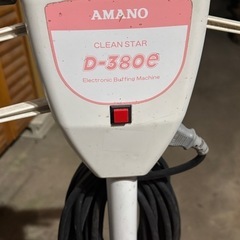 AMANO
CLEAN STAR
D-380e
Electronic Buffing Machine